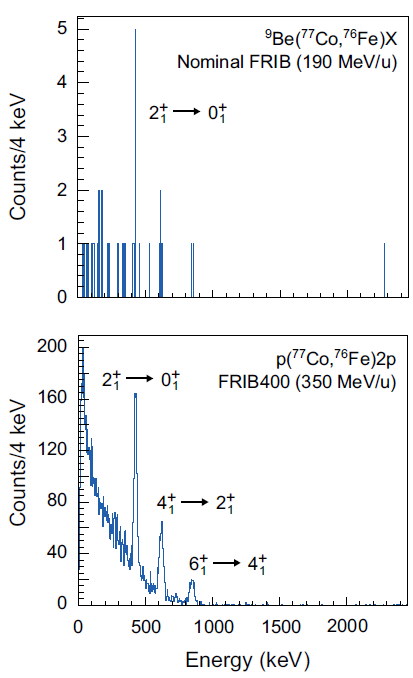 5
⁹Be(⁷⁷Co,⁷⁶Fe)X
Nominal FRIB (190 MeV/u)
4
2₁⁺ → 0₁⁺
3
2
1
0
Counts/4 keV
200
p(⁷⁷Co,⁷⁶Fe)2p
2₁⁺ → 0₁⁺
FRIB400 (350 MeV/u)
160
120
4₁⁺ → 2₁⁺
80
6₁⁺ → 4₁⁺
40
0
Counts/4 keV
0 500 1000 1500 2000
Energy (keV)